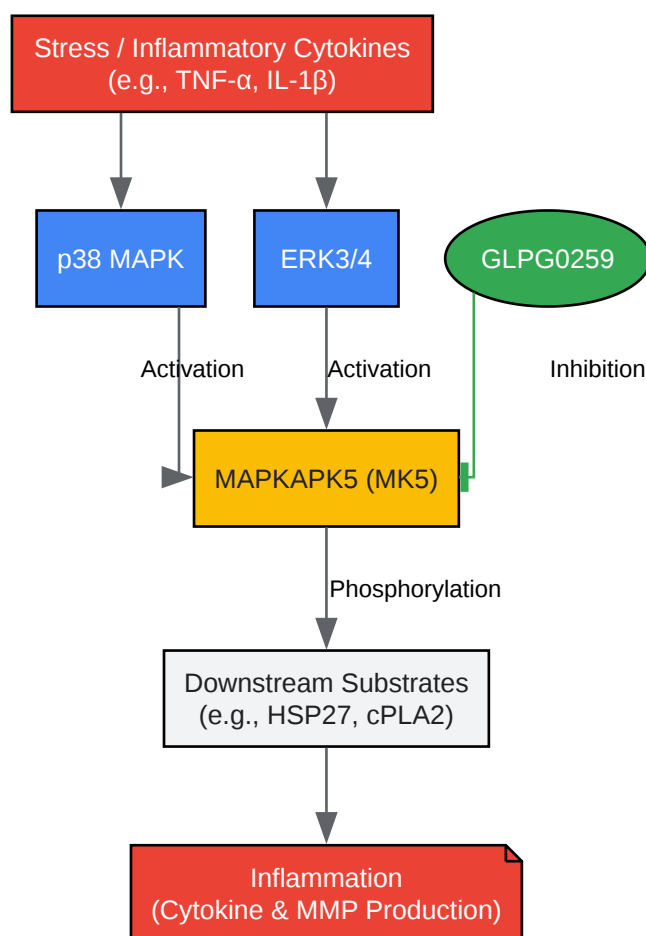 Stress / Inflammatory Cytokines
(e.g., TNF-α, IL-1β)
p38 MAPK
ERK3/4
GLPG0259
Activation
Activation
Inhibition
MAPKAPK5 (MK5)
Phosphorylation
Downstream Substrates
(e.g., HSP27, cPLA2)
Inflammation
(Cytokine & MMP Production)